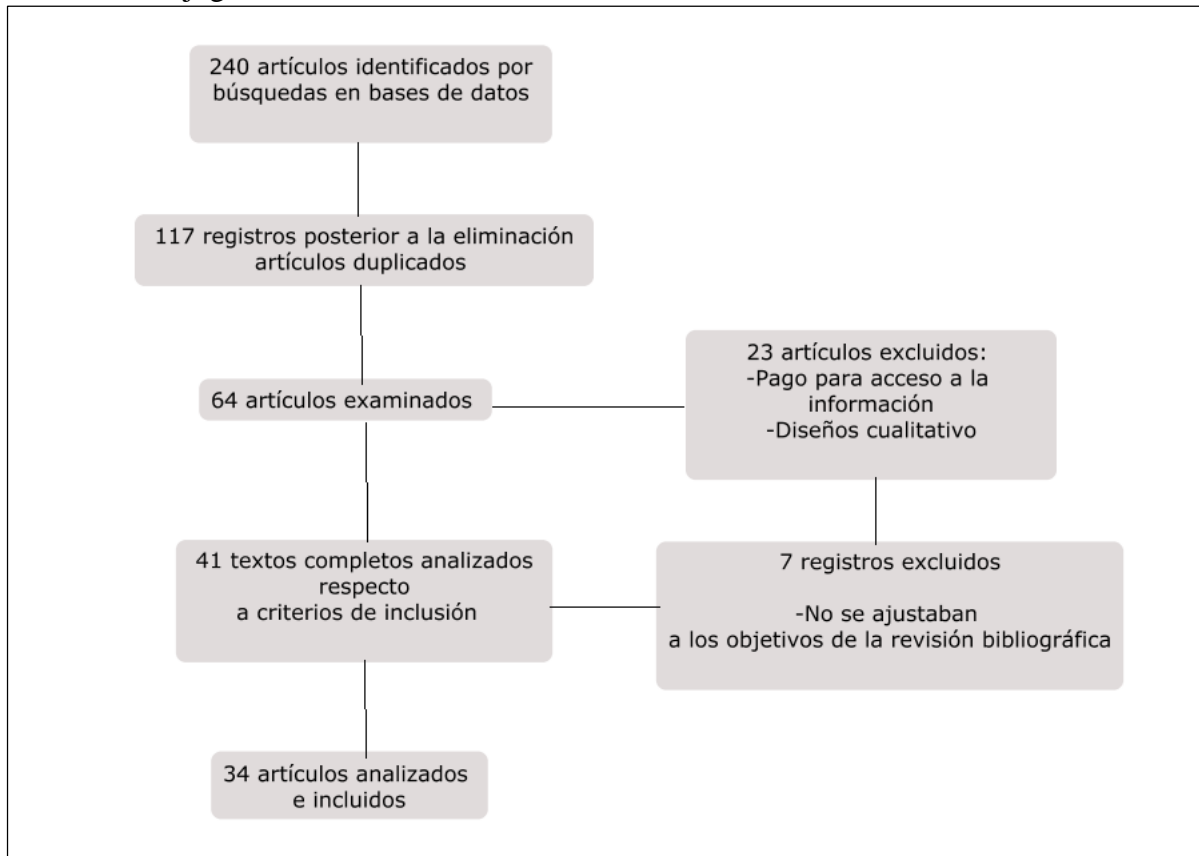 240 artículos identificados por
búsquedas en bases de datos
117 registros posterior a la eliminación
artículos duplicados
64 artículos examinados
23 artículos excluidos:
-Pago para acceso a la
información
-Diseños cualitativo
41 textos completos analizados
respecto
a criterios de inclusión
7 registros excluidos
-No se ajustaban
a los objetivos de la revisión bibliográfica
34 artículos analizados
e incluidos